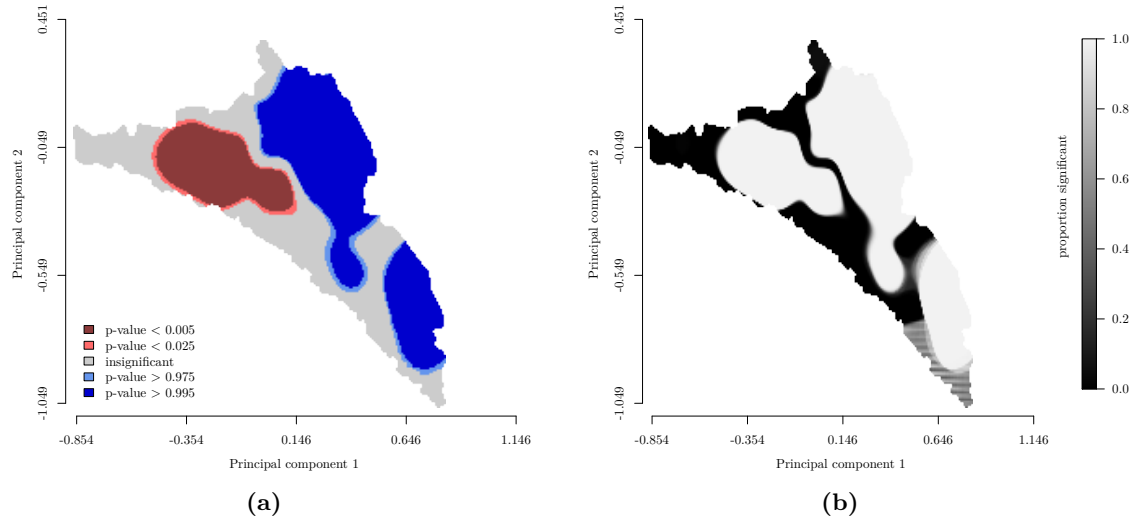 0.451
-0.049
-0.549
-1.049
Principal component 2
p-value < 0.005
p-value < 0.025
insignificant
p-value > 0.975
p-value > 0.995
-0.854 -0.354 0.146 0.646 1.146
Principal component 1
(a)
0.451
-0.049
-0.549
-1.049
Principal component 2
-0.854 -0.354 0.146 0.646 1.146
Principal component 1
proportion significant
1.0
0.8
0.6
0.4
0.2
0.0
(b)